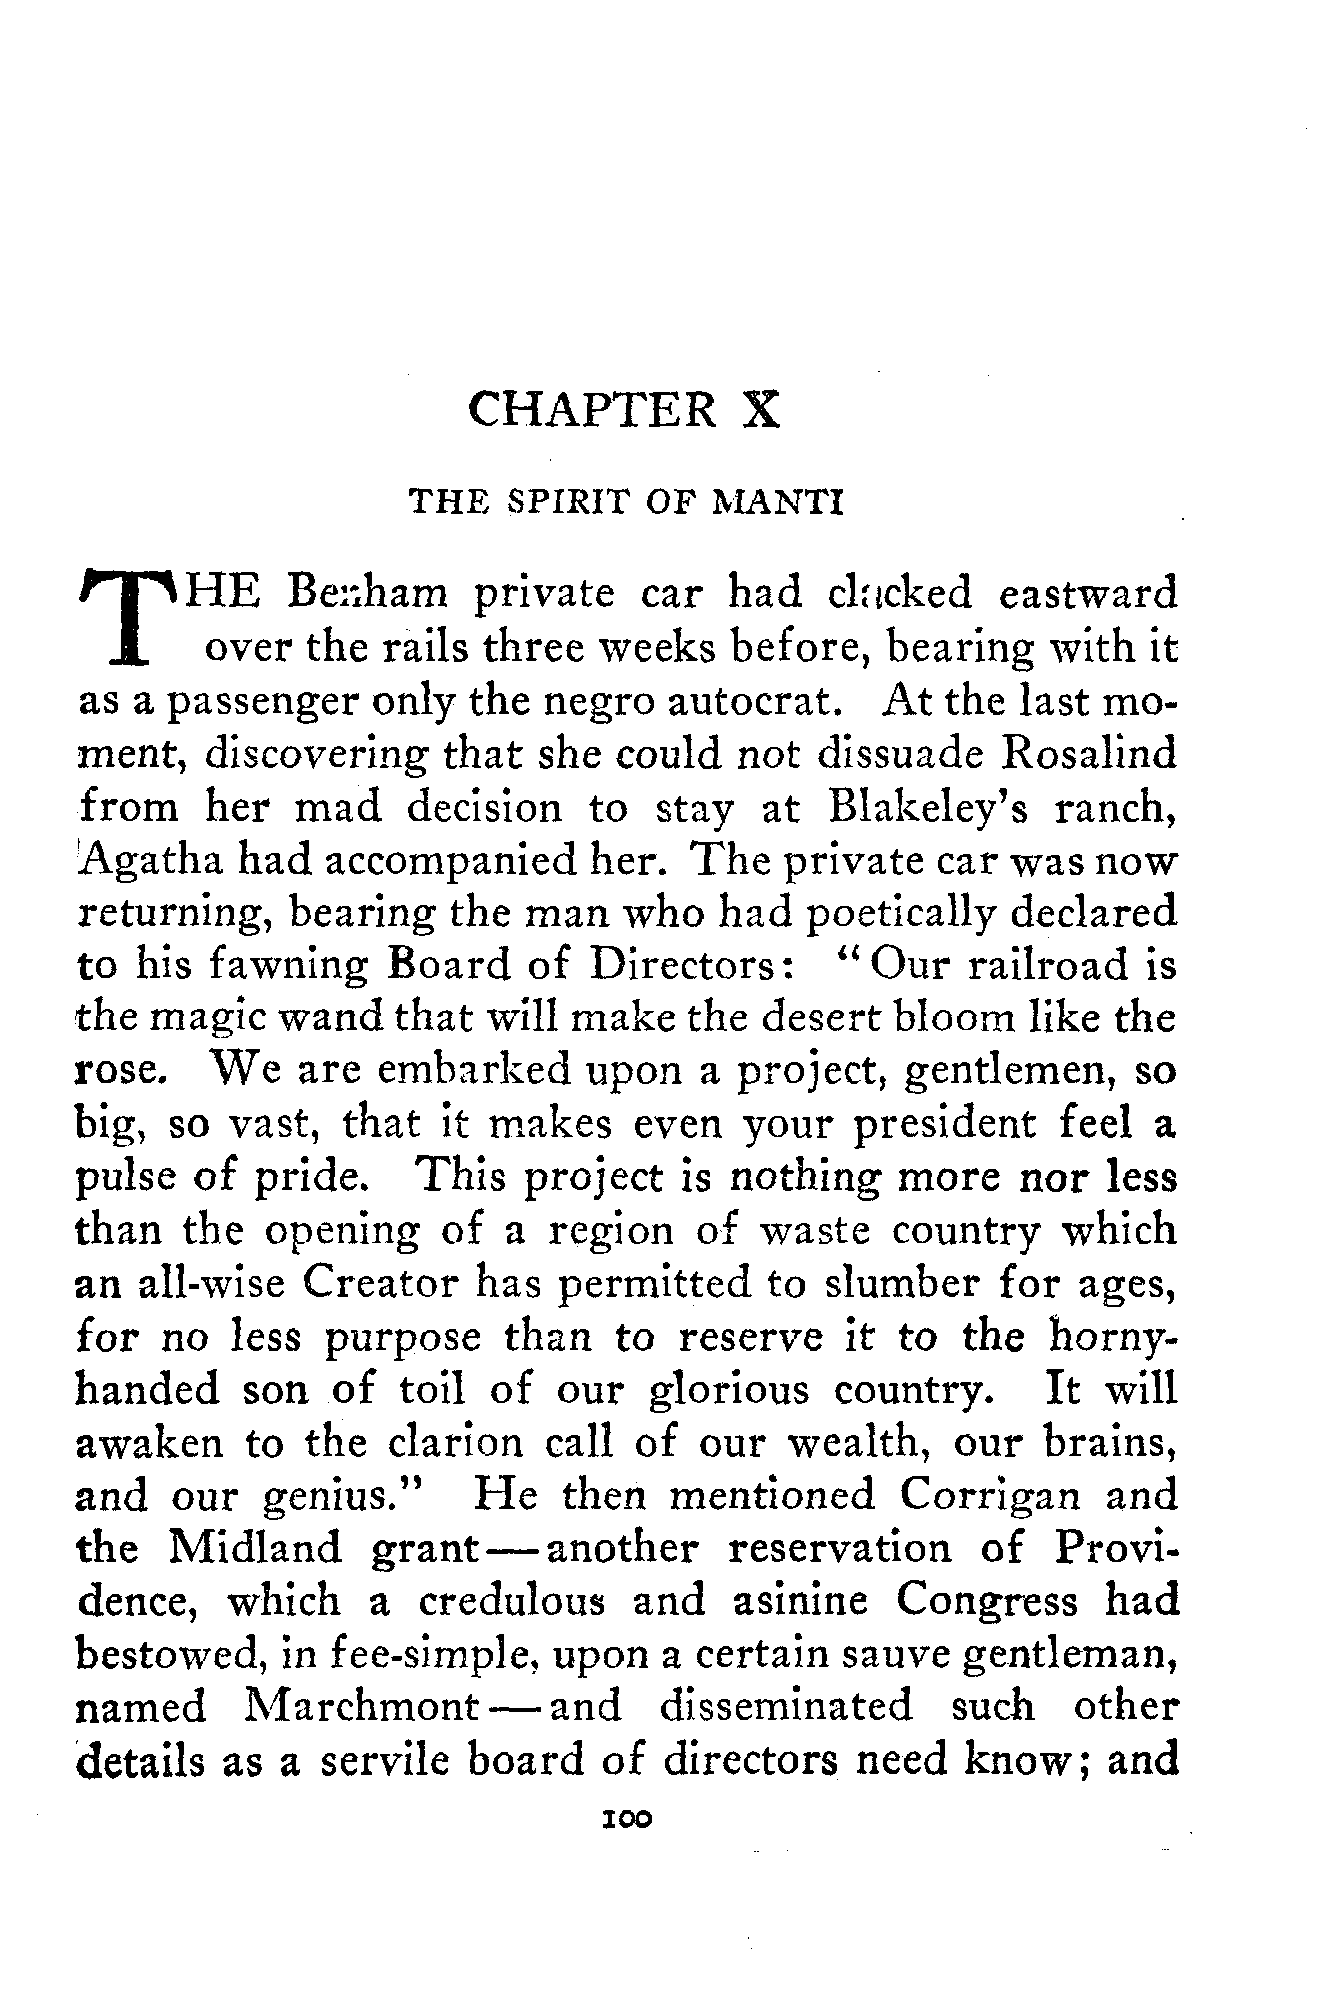 CHAPTER X
THE SPIRIT OF MANTI
THE Benham private car had clacked eastward
over the rails three weeks before, bearing with it
as a passenger only the negro autocrat. At the last mo-
ment, discovering that she could not dissuade Rosalind
from her mad decision to stay at Blakeley's ranch,
Agatha had accompanied her. The private car was now
returning, bearing the man who had poetically declared
to his fawning Board of Directors: "Our railroad is
the magic wand that will make the desert bloom like the
rose. We are embarked upon a project, gentlemen, so
big, so vast, that it makes even your president feel a
pulse of pride. This project is nothing more nor less
than the opening of a region of waste country which
an all-wise Creator has permitted to slumber for ages,
for no less purpose than to reserve it to the horny-
handed son of toil of our glorious country. It will
awaken to the clarion call of our wealth, our brains,
and our genius." He then mentioned Corrigan and
the Midland grant—another reservation of Provi-
dence, which a credulous and asinine Congress had
bestowed, in fee-simple, upon a certain sauve gentleman,
named Marchmont—and disseminated such other
details as a servile board of directors need know; and
100